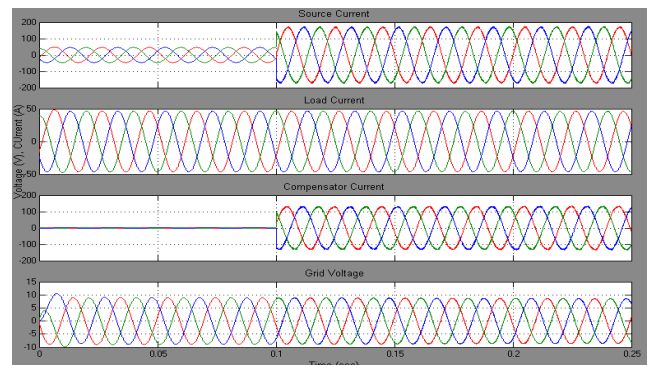 Source Current
200
100
0
-100
-200
Load Current
50
0
-50
Voltage (V), CUrrent (A)
Compensator Current
200
100
0
-100
-200
Grid Voltage
15
10
5
0
-5
-10
0 0.05 0.1 0.15 0.2 0.25
Time (sec)